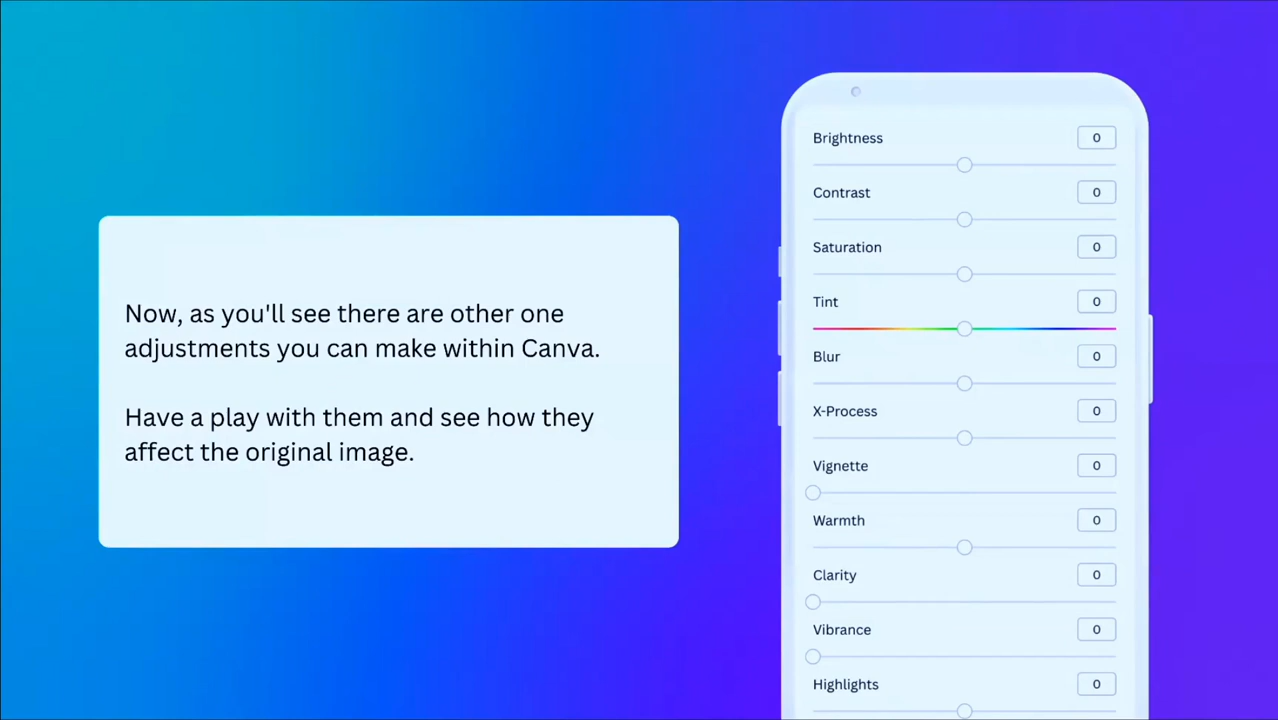 Now, as you'll see there are other one
adjustments you can make within Canva.
Have a play with them and see how they
affect the original image.
Brightness 0
Contrast 0
Saturation 0
Tint 0
Blur 0
X-Process 0
Vignette 0
Warmth 0
Clarity 0
Vibrance 0
Highlights 0